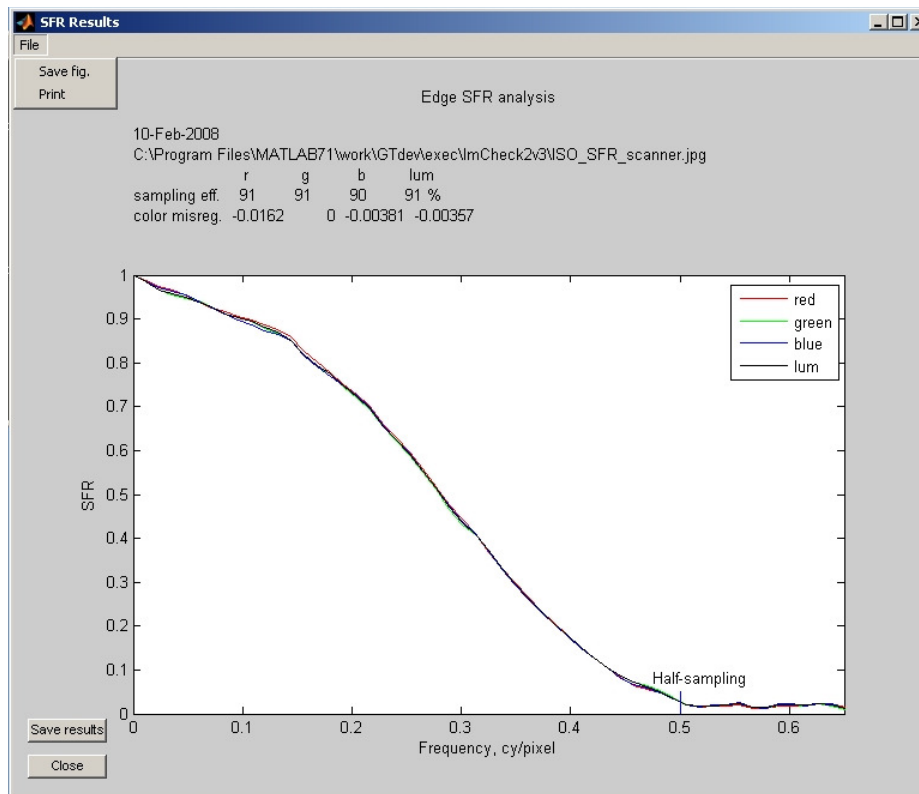 SFR Results
File
Save fig.
Print
Edge SFR analysis
10-Feb-2008
C:\Program Files\MATLAB71\work\GTdev\exec\ImCheck2v3\ISO_SFR_scanner.jpg
r g b lum
sampling eff. 91 91 90 91 %
color misreg. -0.0162 0 -0.00381 -0.00357
1
0.9
0.8
0.7
0.6
0.5
0.4
0.3
0.2
0.1
0
SFR
red
green
blue
lum
Half-sampling
0 0.1 0.2 0.3 0.4 0.5 0.6
Frequency, cy/pixel
Save results
Close